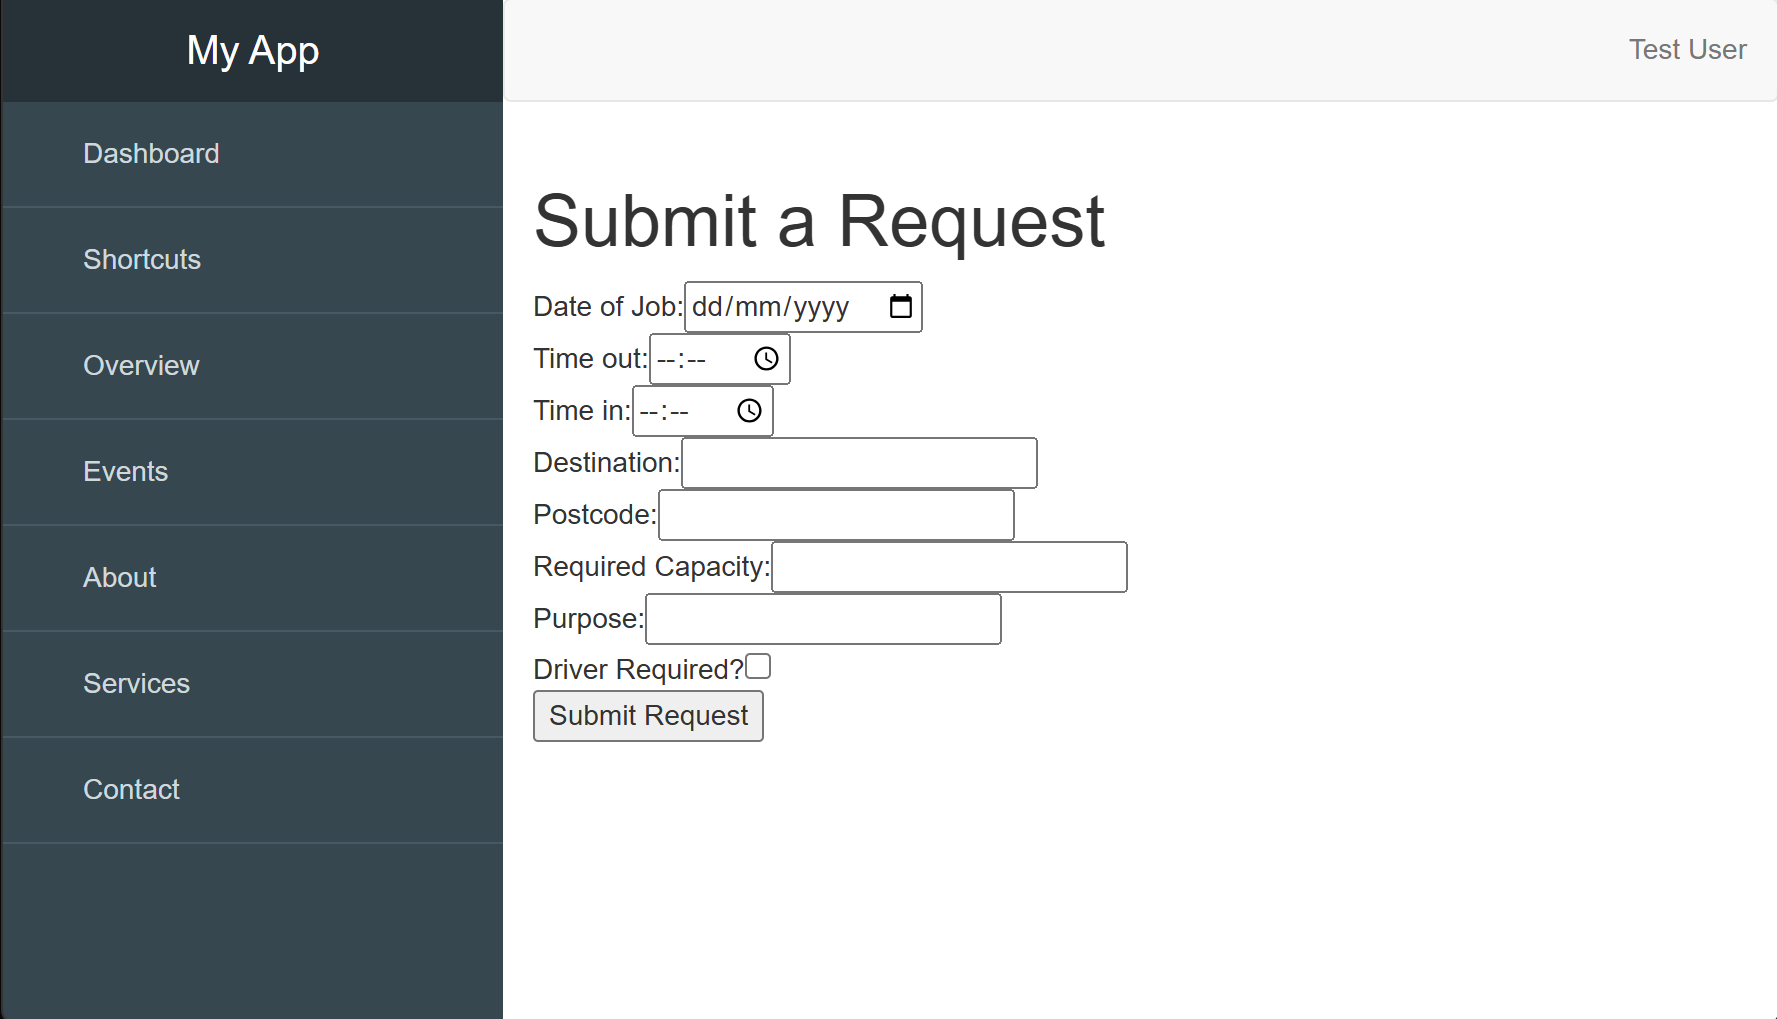 My App
Test User
Dashboard
Shortcuts
Overview
Events
About
Services
Contact
Submit a Request
Date of Job: dd/mm/yyyy
Time out: --:--
Time in: --:--
Destination:
Postcode:
Required Capacity:
Purpose:
Driver Required?
Submit Request